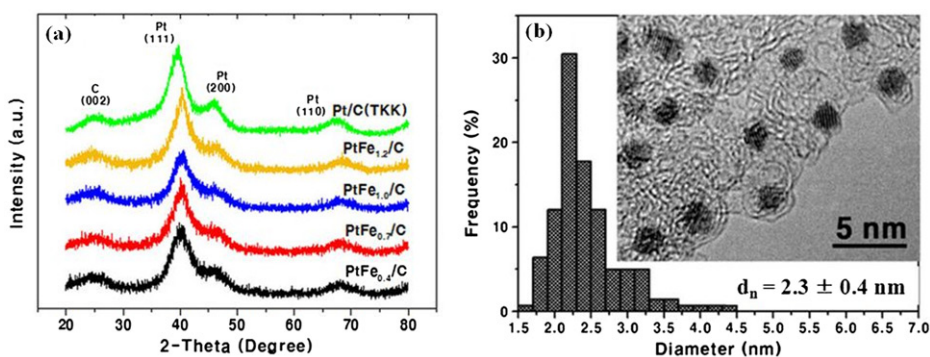 (a)
Pt
(111)
C
(002)
Pt
(200)
Pt
(110)
Pt/C(TKK)
PtFe1.2/C
PtFe1.0/C
PtFe0.7/C
PtFe0.4/C
Intensity (a.u.)
20 30 40 50 60 70 80
2-Theta (Degree)
(b)
30
20
10
0
Frequency (%)
5 nm
dn = 2.3 ± 0.4 nm
1.5 2.0 2.5 3.0 3.5 4.0 4.5 5.0 5.5 6.0 6.5 7.0
Diameter (nm)